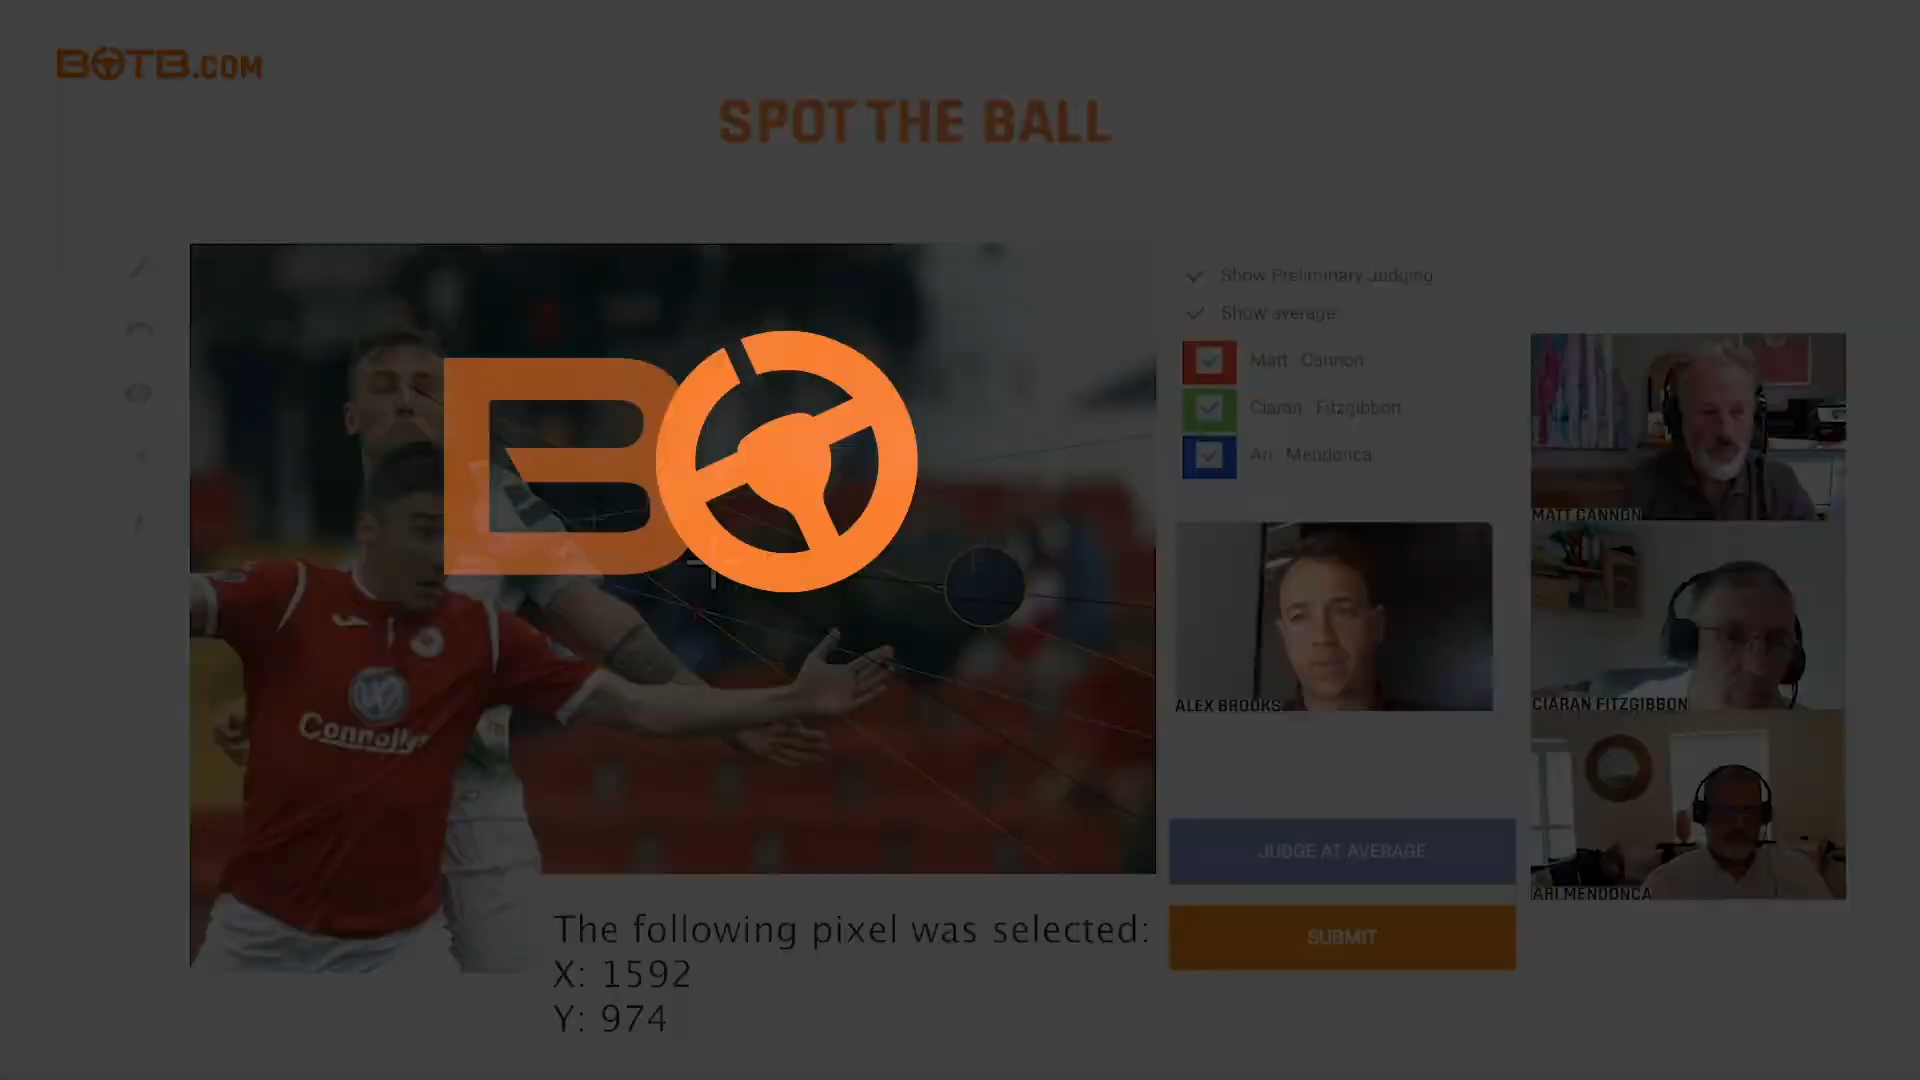 BOTB.COM
SPOT THE BALL
Show Preliminary Judging
Show average
Matt Cannon
Ciaran Fitzgibbon
Ari Mendonca
MATT CANNON
ALEX BROOKS
CIARAN FITZGIBBON
ARI MENDONCA
JUDGE AT AVERAGE
SUBMIT
Connolly
The following pixel was selected:
X: 1592
Y: 974
BO